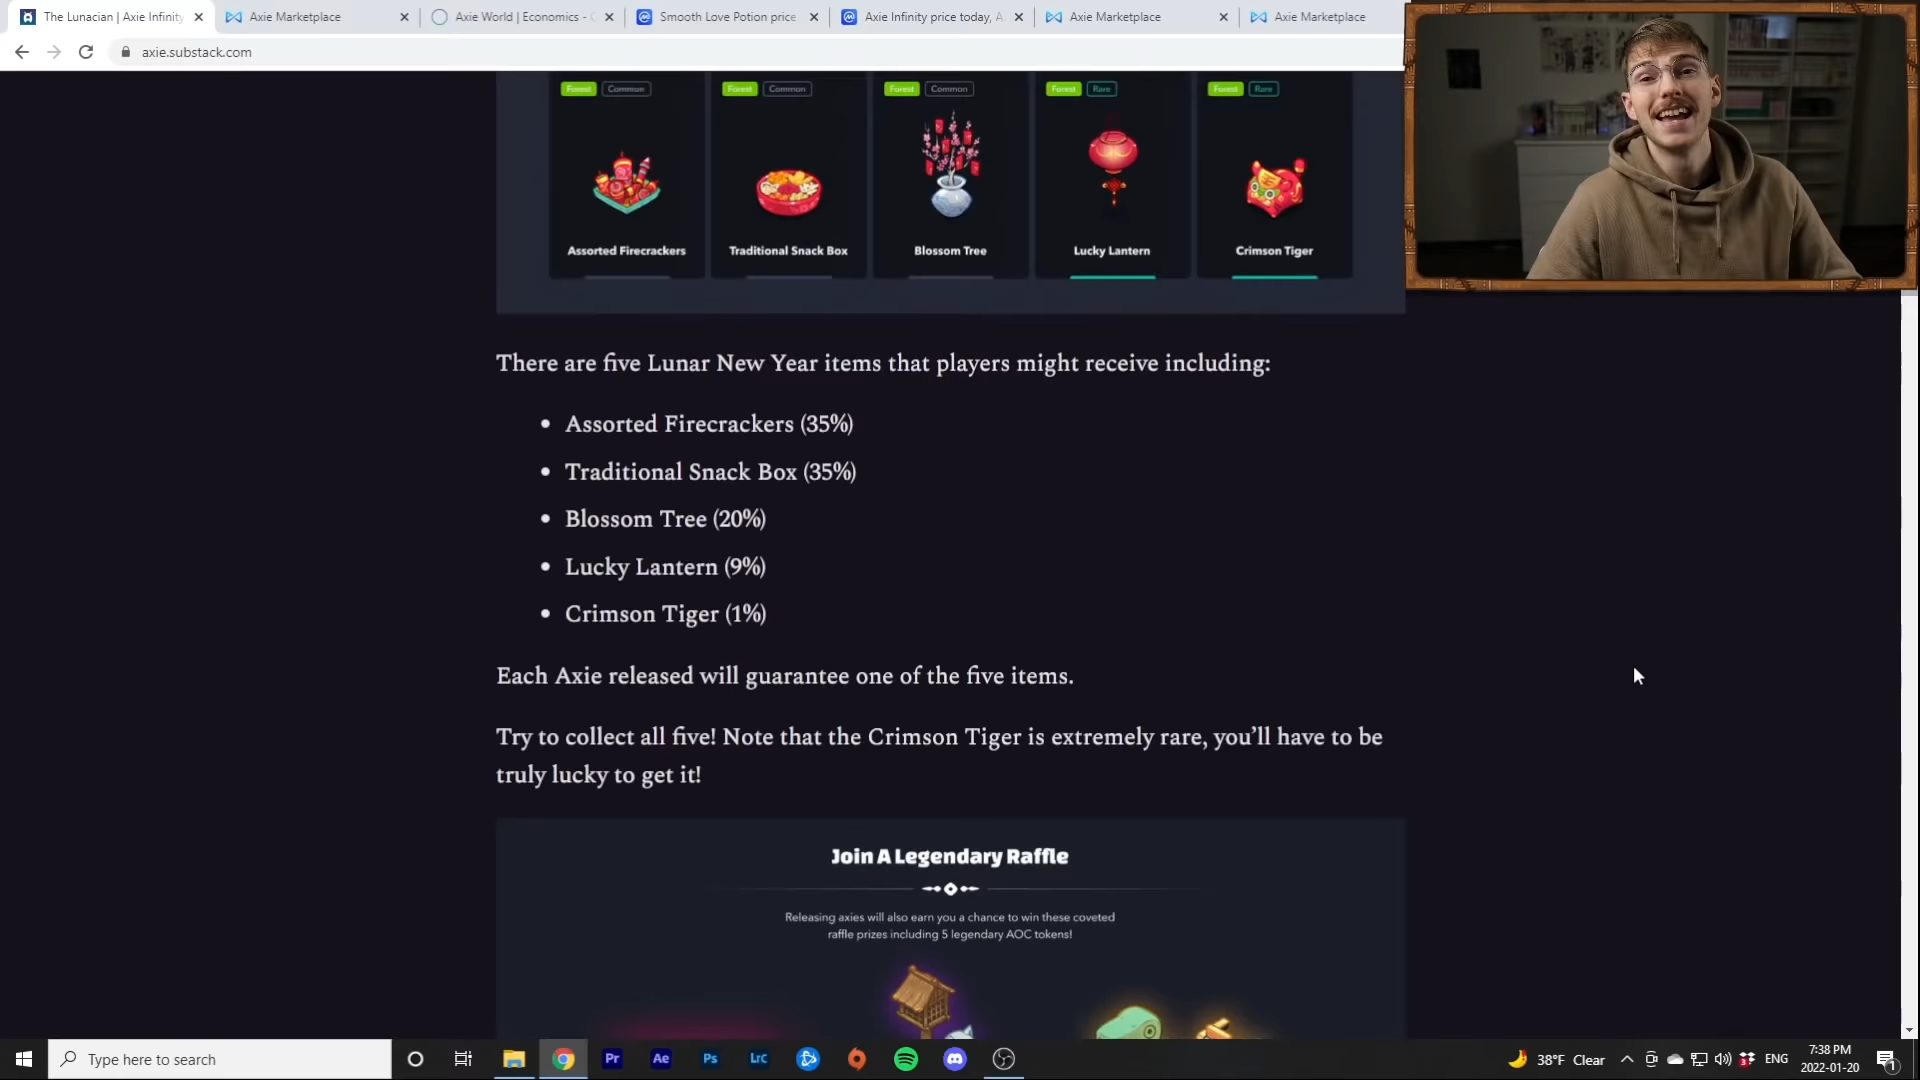 The Lunacian | Axie Infinity
Axie Marketplace
Axie World | Economics -
Smooth Love Potion price
Axie Infinity price today, A
Axie Marketplace
Axie Marketplace
axie.substack.com
Forest Common
Forest Common
Forest Common
Forest Rare
Forest Rare
Assorted Firecrackers
Traditional Snack Box
Blossom Tree
Lucky Lantern
Crimson Tiger
There are five Lunar New Year items that players might receive including:
• Assorted Firecrackers (35%)
• Traditional Snack Box (35%)
• Blossom Tree (20%)
• Lucky Lantern (9%)
• Crimson Tiger (1%)
Each Axie released will guarantee one of the five items.
Try to collect all five! Note that the Crimson Tiger is extremely rare, you’ll have to be
truly lucky to get it!
Join A Legendary Raffle
Releasing axies will also earn you a chance to win these coveted
raffle prizes including 5 legendary AOC tokens!
Type here to search
Pr
Ae
Ps
Lrc
38°F Clear
ENG
7:38 PM
2022-01-20
1